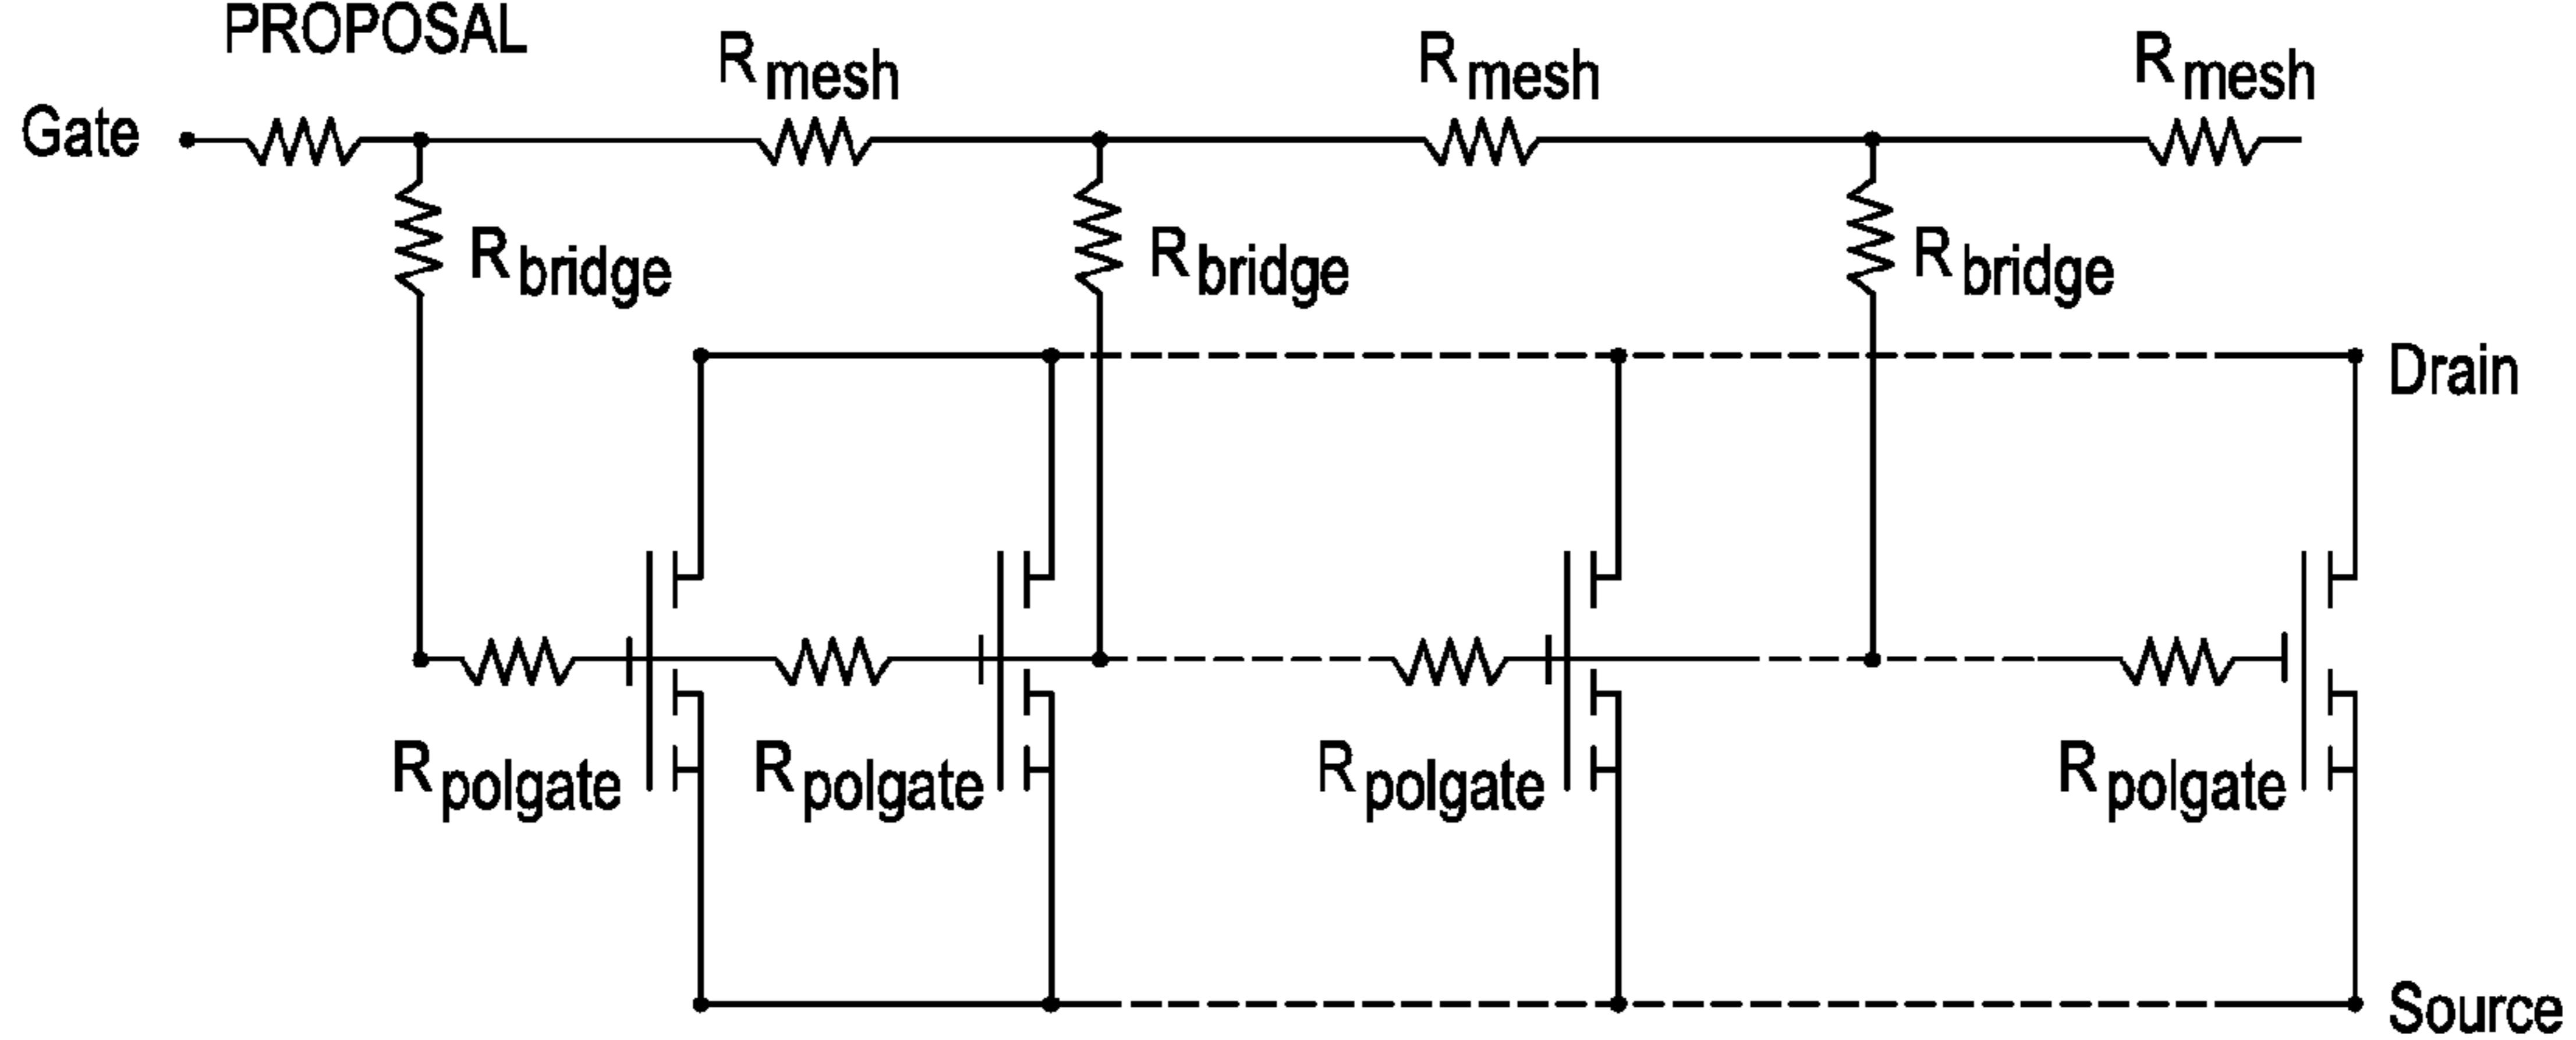 PROPOSAL
Gate
Rmesh
Rmesh
Rmesh
Rbridge
Rbridge
Rbridge
Drain
Rpolgate
Rpolgate
Rpolgate
Rpolgate
Source